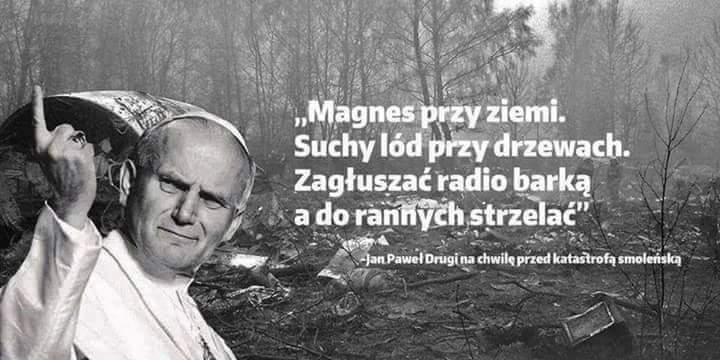 „Magnes przy ziemi.
Suchy lód przy drzewach.
Zagłuszać radio barką
a do rannych strzelać”
-Jan Paweł Drugi na chwilę przed katastrofą smoleńską